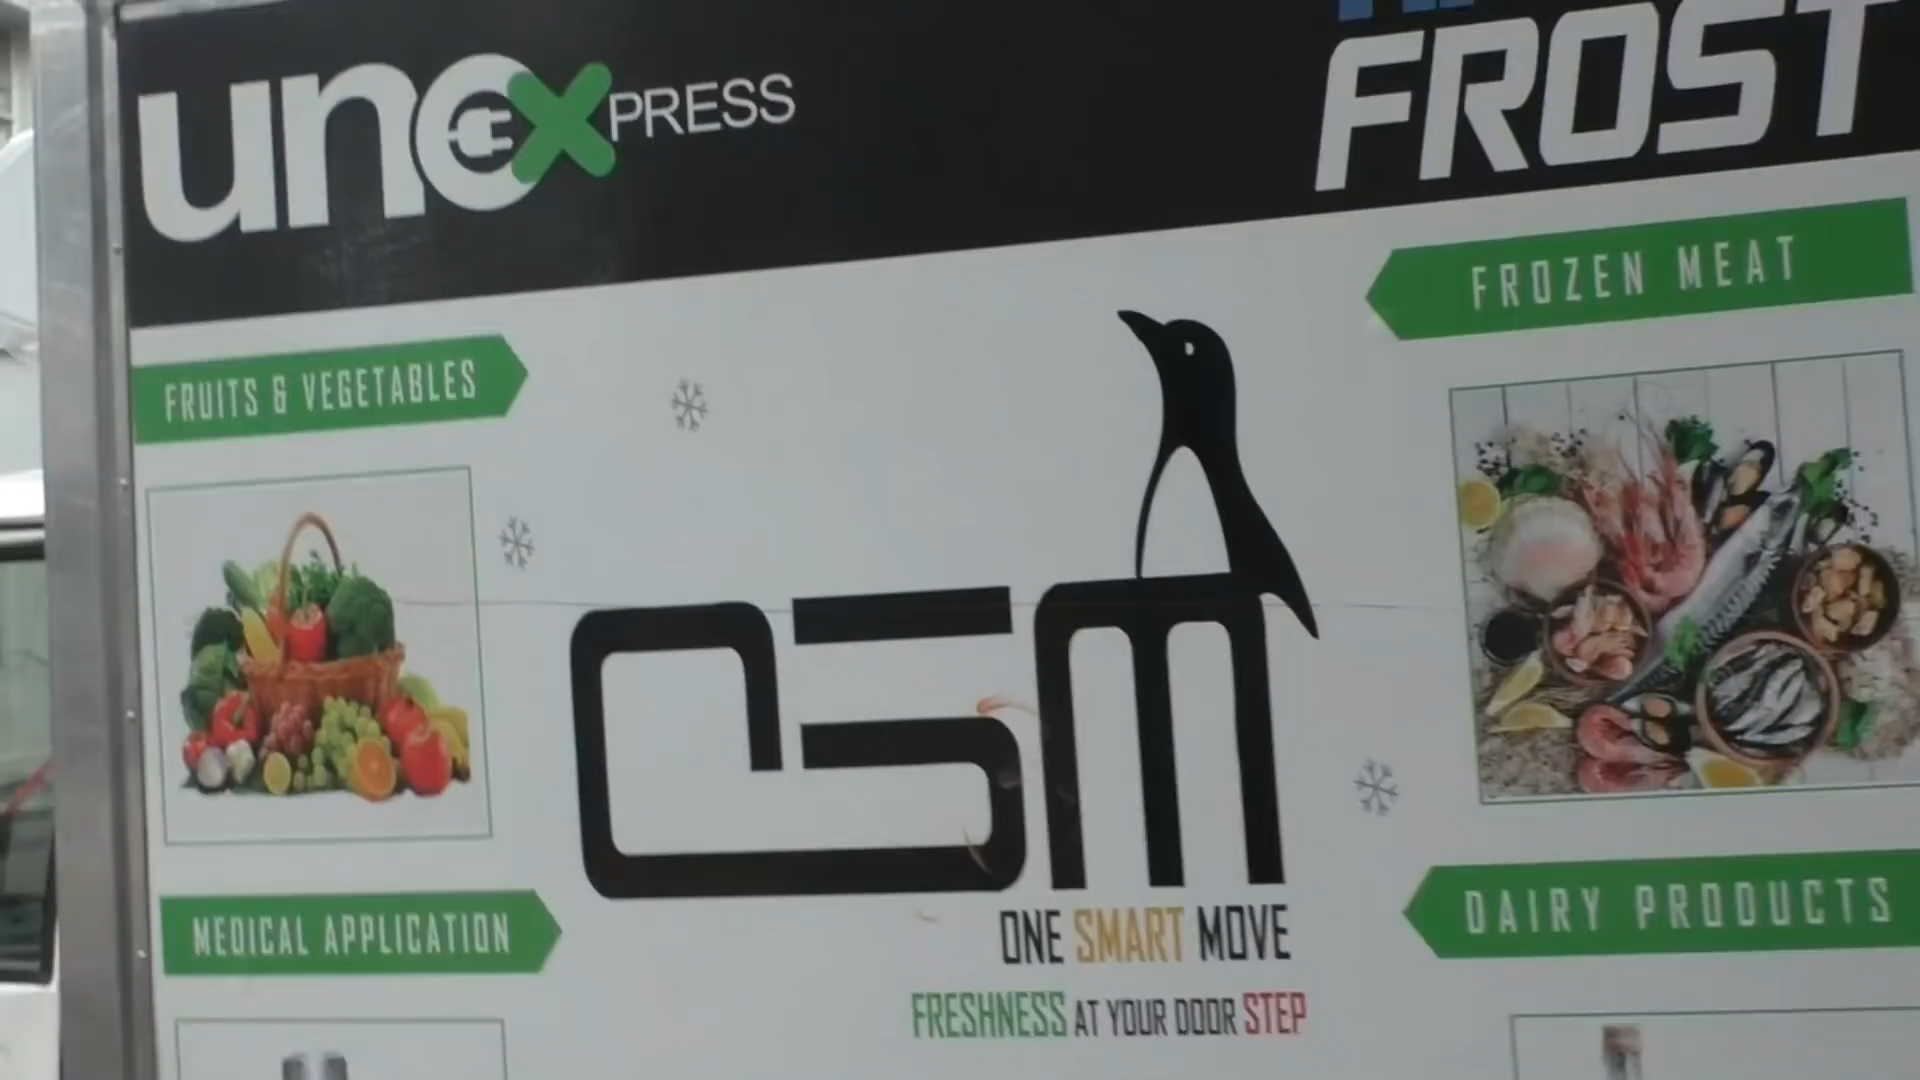 unoXPRESS
FROST
FROZEN MEAT
FRUITS & VEGETABLES
OSM
MEDICAL APPLICATION
ONE SMART MOVE
DAIRY PRODUCTS
FRESHNESS AT YOUR DOOR STEP